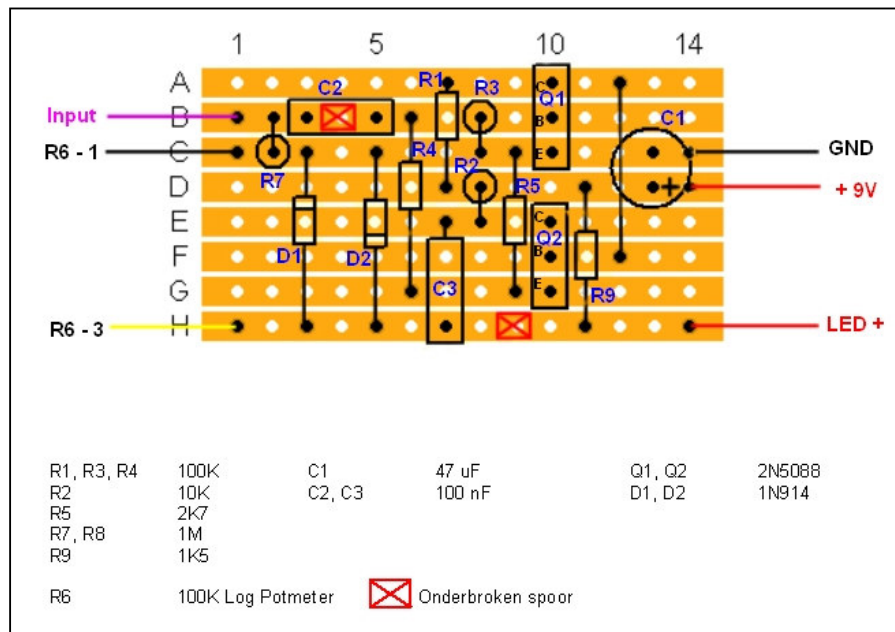 1 5 10 14
A
C2 R1 R3 C Q1
Input B B C1
R6 - 1 C R7 R4 R2 E GND
D R5 + + 9V
E D1 D2 C Q2
F B
G C3 E R9
R6 - 3 H LED +
R1, R3, R4 100K C1 47 uF Q1, Q2 2N5088
R2 10K C2, C3 100 nF D1, D2 1N914
R5 2K7
R7, R8 1M
R9 1K5
R6 100K Log Potmeter Onderbroken spoor